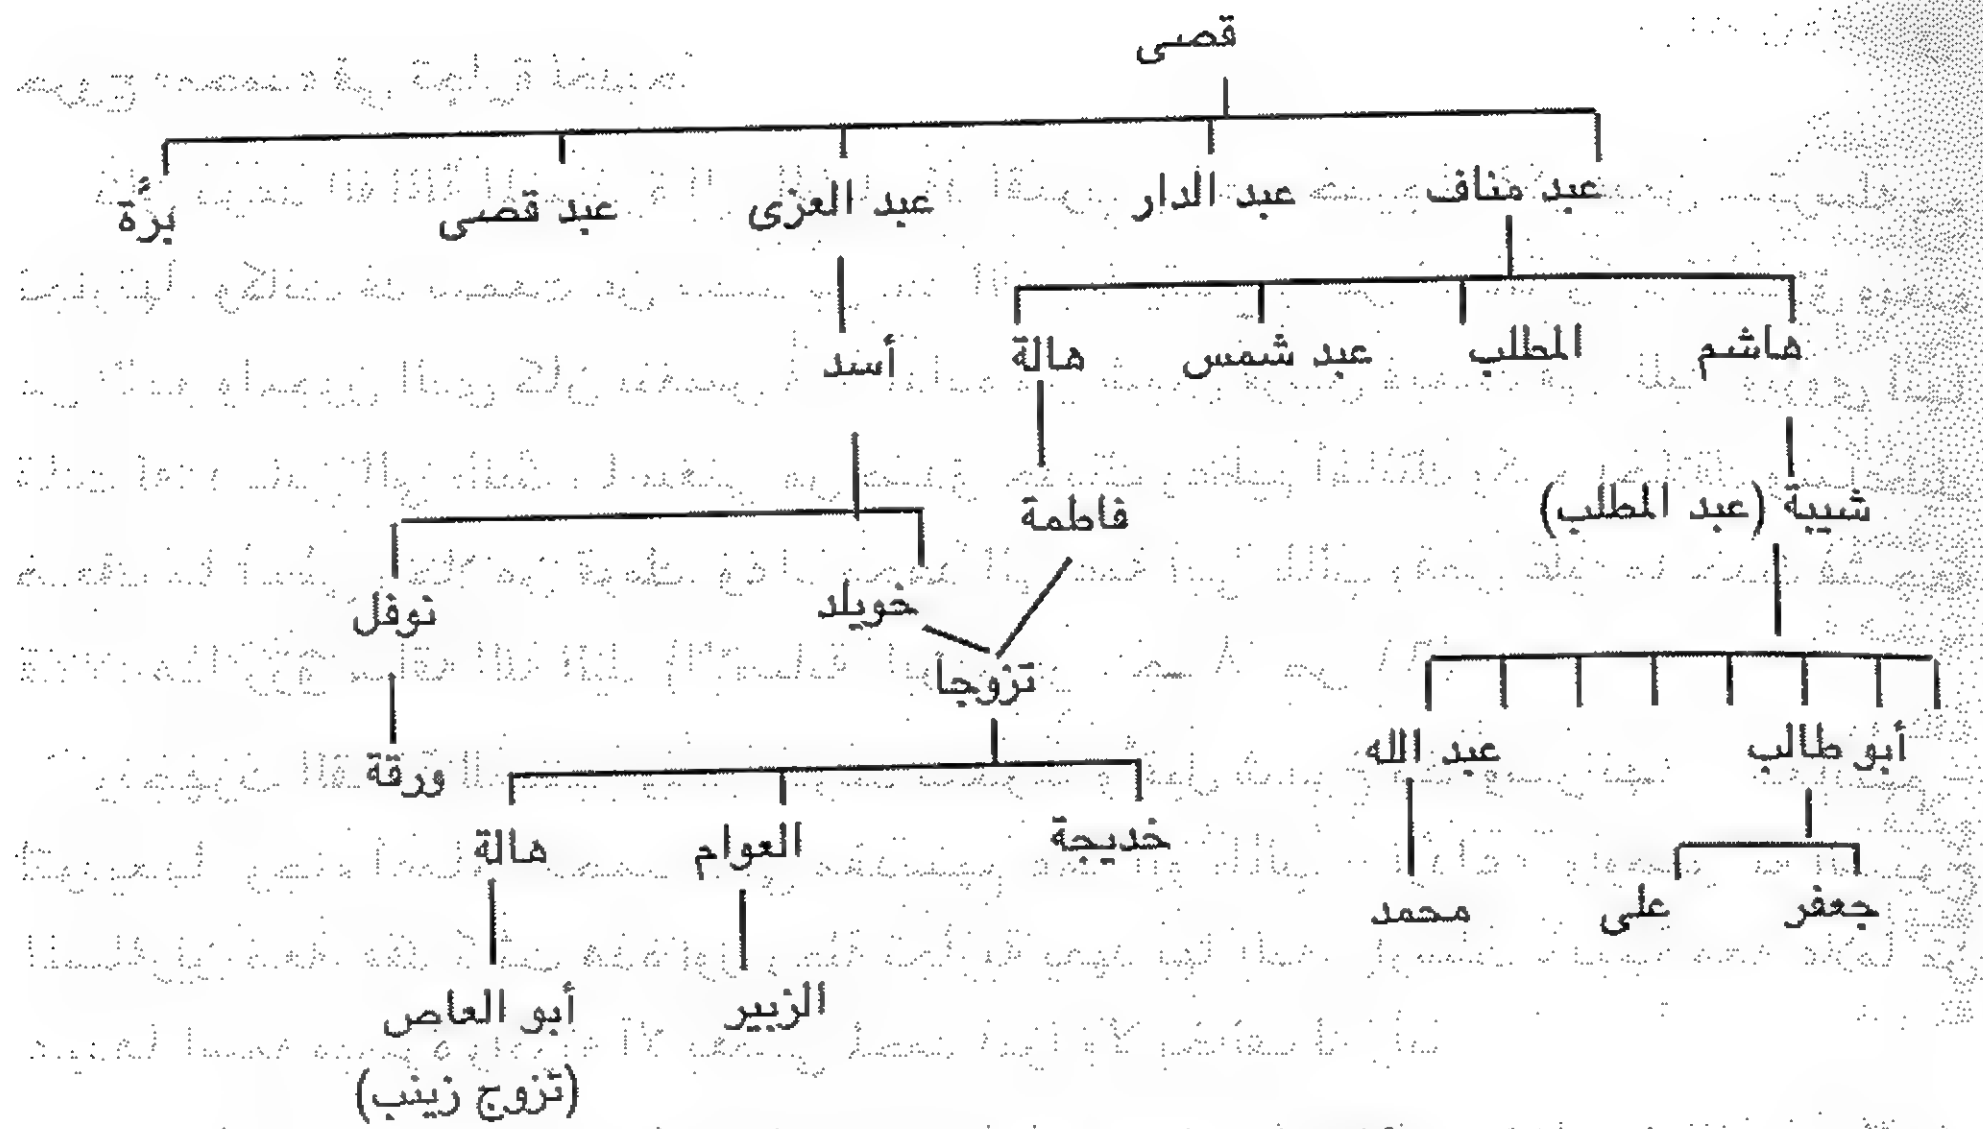 قصى
عبد مناف عبد الدار عبد العزى عبد قصى برَّة
هاشم المطلب عبد شمس هالة أسد
شيبة (عبد المطلب) فاطمة
خويلد نوفل
تزوجا
أبو طالب عبد الله ورقة
خديجة العوام هالة
جعفر على محمد
الزبير أبو العاص
(تزوج زينب)